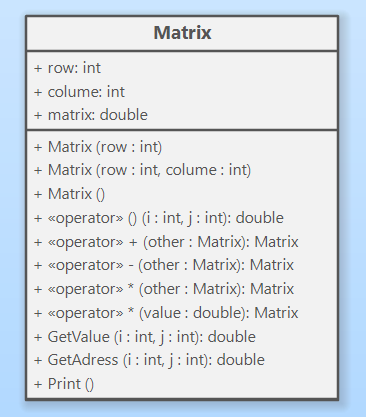 Matrix
+ row: int
+ colume: int
+ matrix: double
+ Matrix (row : int)
+ Matrix (row : int, colume : int)
+ Matrix ()
+ «operator» () (i : int, j : int): double
+ «operator» + (other : Matrix): Matrix
+ «operator» - (other : Matrix): Matrix
+ «operator» * (other : Matrix): Matrix
+ «operator» * (value : double): Matrix
+ GetValue (i : int, j : int): double
+ GetAdress (i : int, j : int): double
+ Print ()